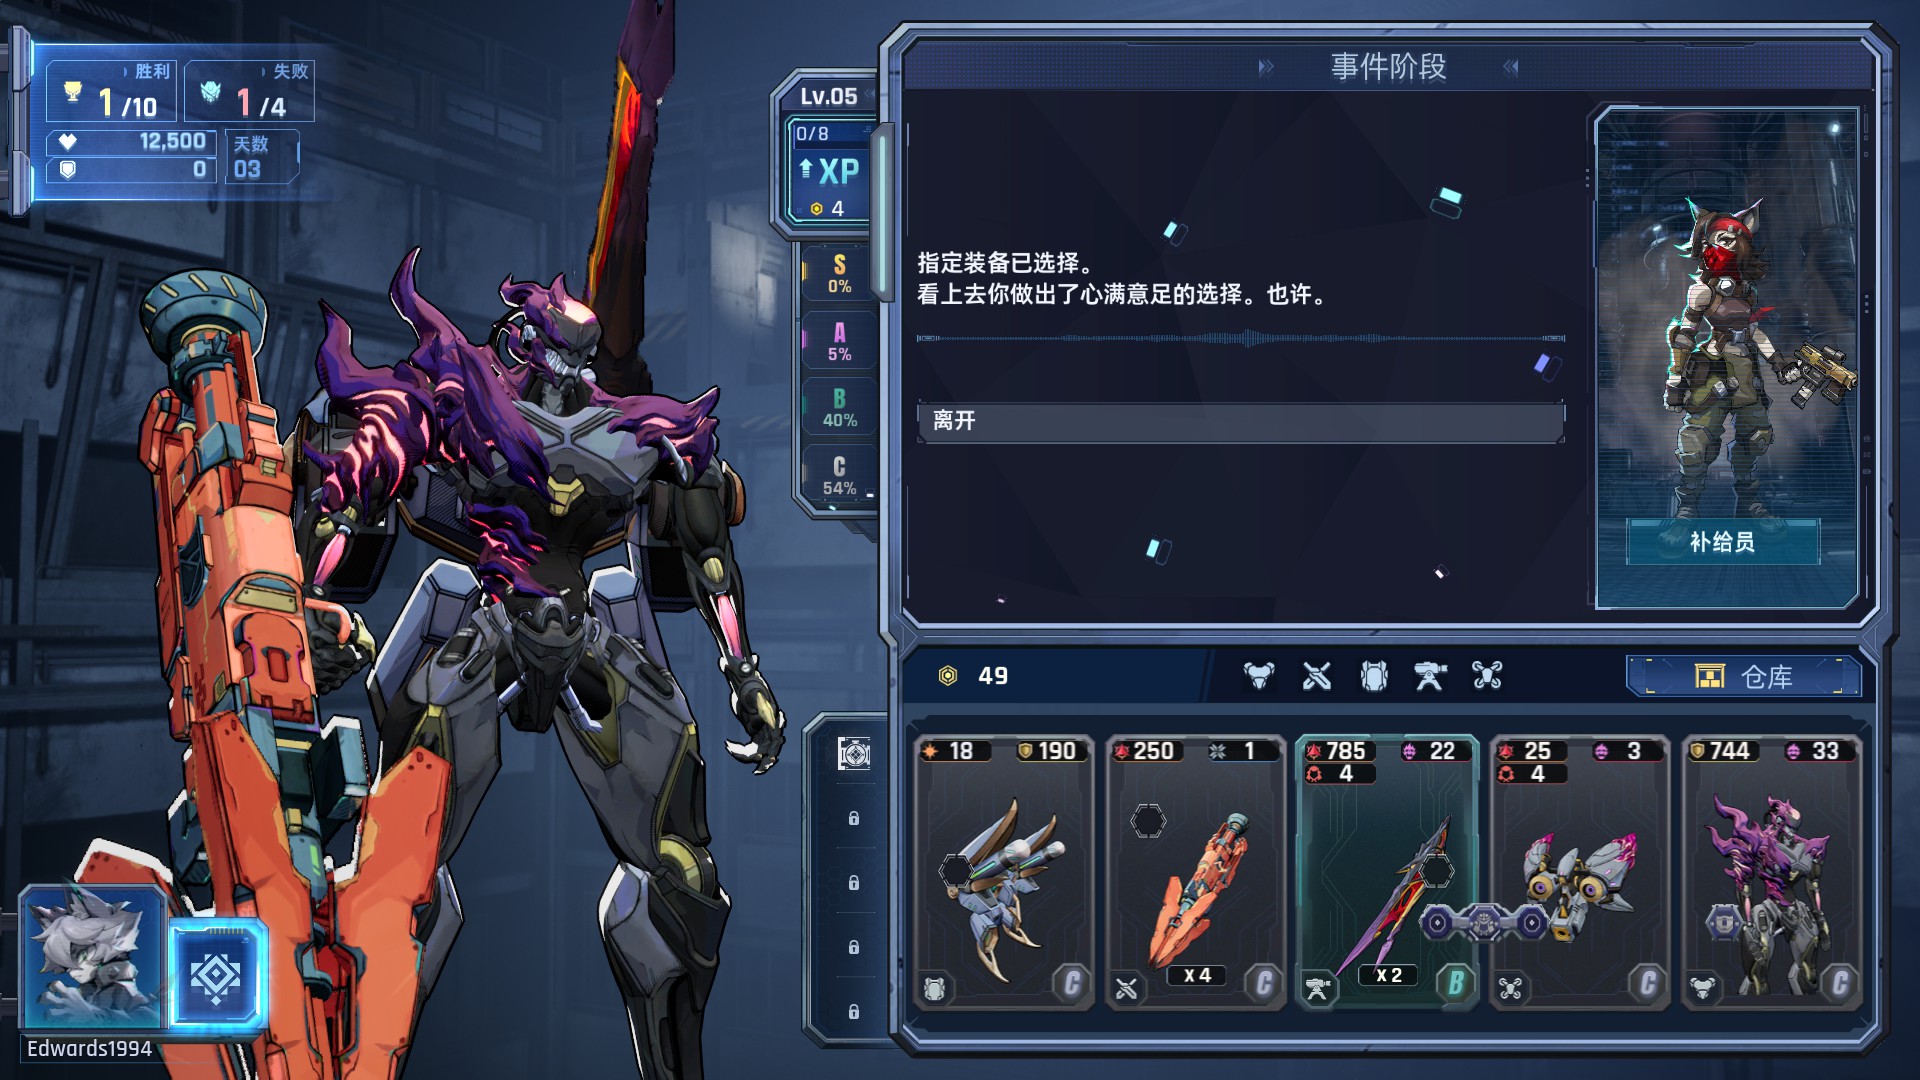 胜利
1/10
失败
1/4
12,500
0
天数
03
Lv.05
0/8
XP
4
S
0%
A
5%
B
40%
C
54%
事件阶段
指定装备已选择。
看上去你做出了心满意足的选择。也许。
离开
补给员
49
仓库
18
190
C
250
1
x4
C
785
22
4
x2
B
25
3
4
C
744
33
C
Edwards1994